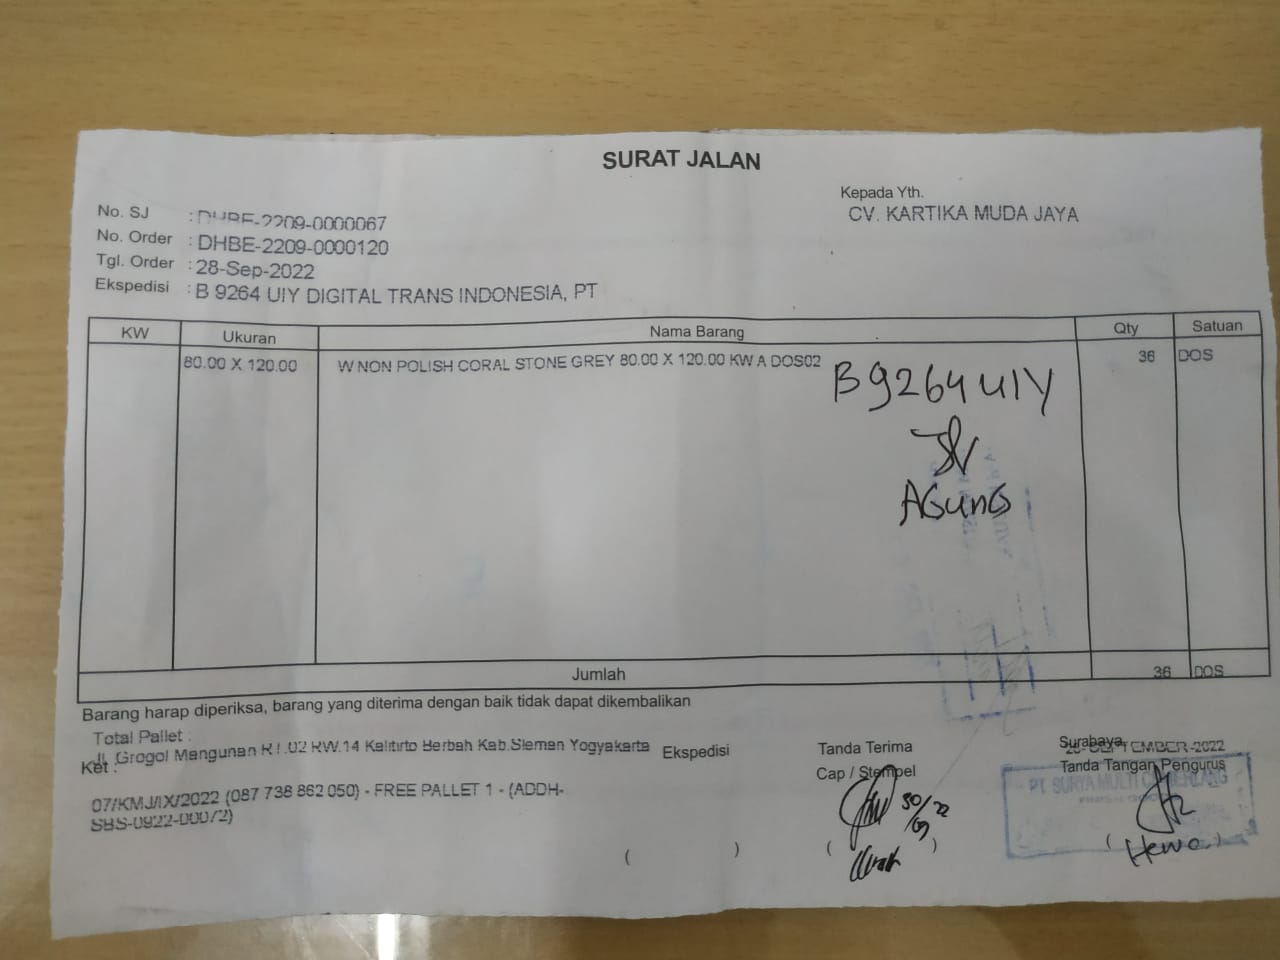 SURAT JALAN
Kepada Yth.
CV. KARTIKA MUDA JAYA
No. SJ : DHBE-2209-0000067
No. Order : DHBE-2209-0000120
Tgl. Order : 28-Sep-2022
Ekspedisi : B 9264 UIY DIGITAL TRANS INDONESIA, PT
KW Ukuran Nama Barang Qty Satuan
80.00 X 120.00 W NON POLISH CORAL STONE GREY 80.00 X 120.00 KW A DOS02 36 DOS
B 9264 UIY
AGUNG
Jumlah 36 DOS
Barang harap diperiksa, barang yang diterima dengan baik tidak dapat dikembalikan
Total Pallet :
Jl. Grogol Mangunan RT.02 RW.14 Kalitirto Berbah Kab.Sleman Yogyakarta
Ket :
07/KMJ/IX/2022 (087 738 862 050) - FREE PALLET 1 - (ADDH-
SBS-0922-00072)
Ekspedisi
( )
Tanda Terima
Cap / Stempel
30/09 22
( )
Surabaya,
SEPTEMBER-2022
Tanda Tangan Pengurus
PT. SURYA MULTI
( )